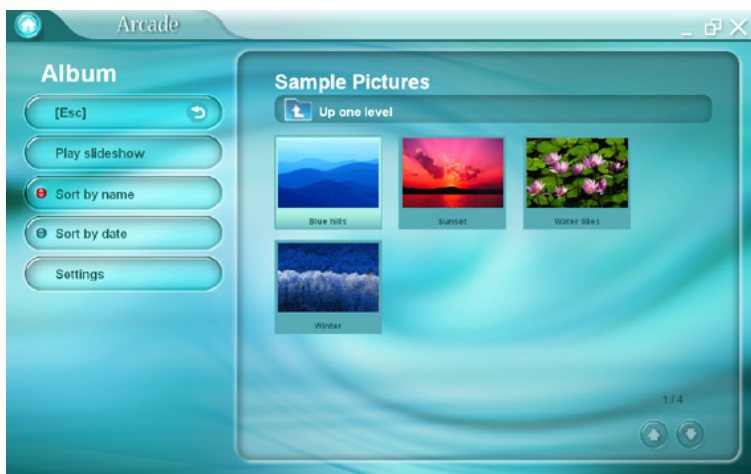 Arcade
Album
[Esc]
Play slideshow
Sort by name
Sort by date
Settings
Sample Pictures
Up one level
Blue hills
Sunset
Water lilies
Winter
1 / 4